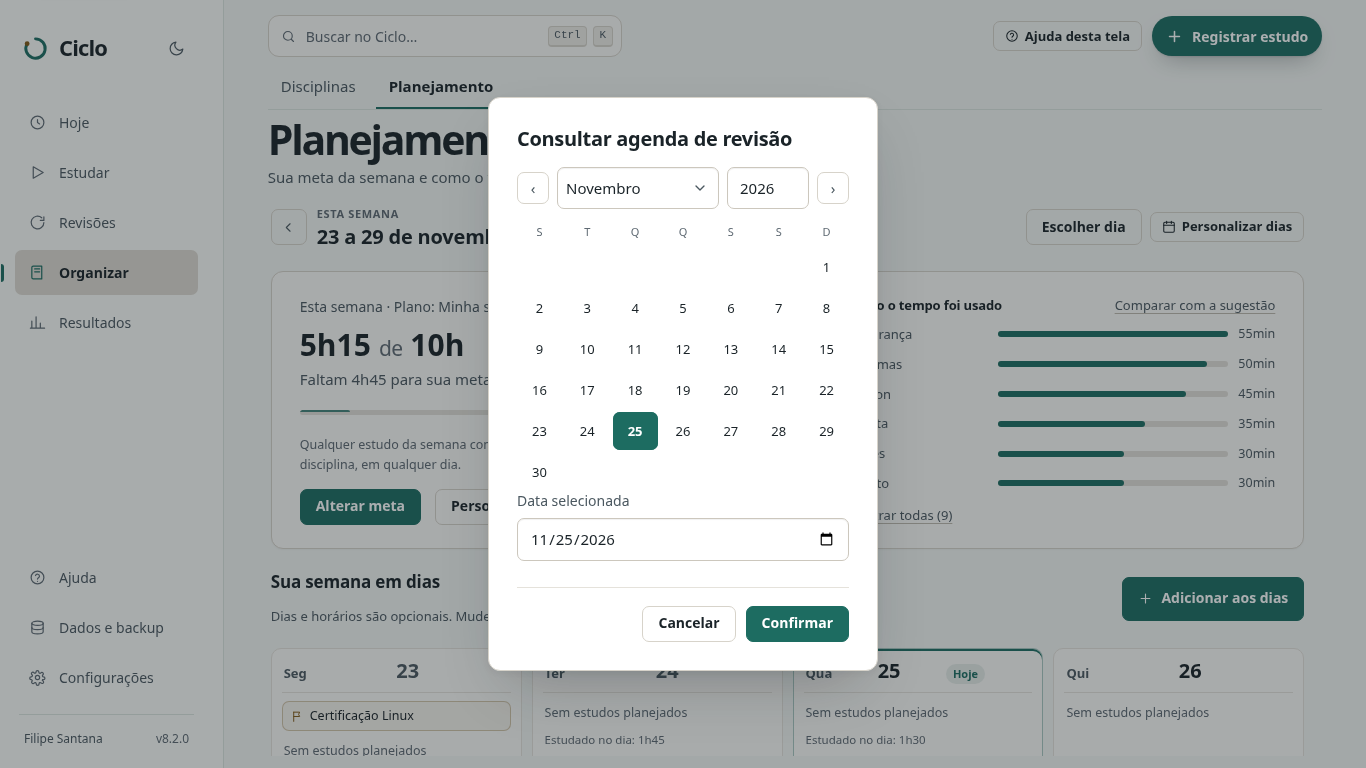 Ciclo
Buscar no Ciclo...
Ctrl K
Ajuda desta tela
Registrar estudo
Hoje
Estudar
Revisões
Organizar
Resultados
Ajuda
Dados e backup
Configurações
Filipe Santana v8.2.0
Disciplinas Planejamento
Planejamen
Sua meta da semana e como o
ESTA SEMANA
23 a 29 de novem
Escolher dia
Personalizar dias
Esta semana · Plano: Minha s
5h15 de 10h
Faltam 4h45 para sua meta
Qualquer estudo da semana con
disciplina, em qualquer dia.
Alterar meta
Perso
o o tempo foi usado
Comparar com a sugestão
rança 55min
mas 50min
on 45min
ta 35min
s 30min
to 30min
rar todas (9)
Consultar agenda de revisão
‹ Novembro 2026 ›
S T Q Q S S D
1
2 3 4 5 6 7 8
9 10 11 12 13 14 15
16 17 18 19 20 21 22
23 24 25 26 27 28 29
30
Data selecionada
11/25/2026
Cancelar Confirmar
Sua semana em dias
Dias e horários são opcionais. Mude
Adicionar aos dias
Seg 23
Certificação Linux
Sem estudos planejados
Ter 24
Sem estudos planejados
Estudado no dia: 1h45
Qua 25 Hoje
Sem estudos planejados
Estudado no dia: 1h30
Qui 26
Sem estudos planejados